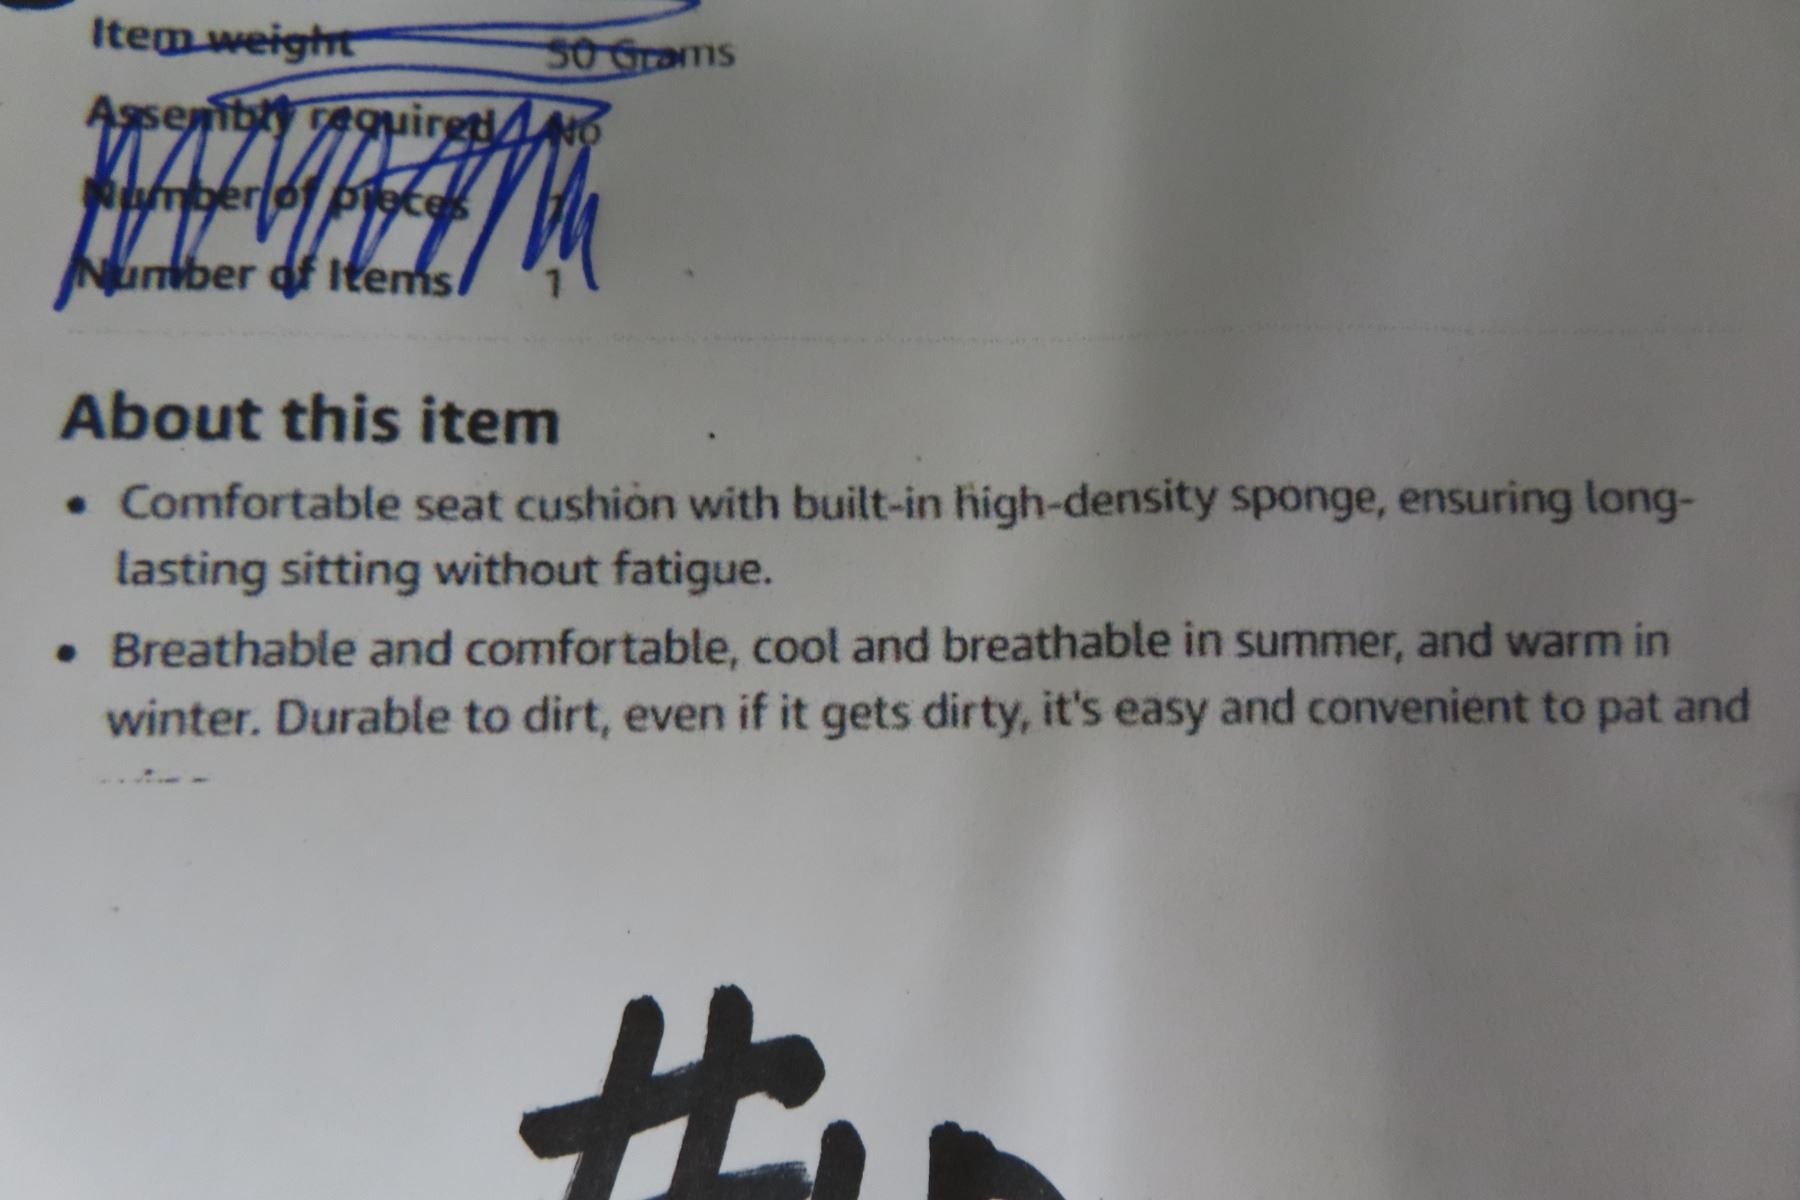 Item weight 50 Grams
Assembly required No
Number of pieces 1
Number of Items 1
About this item
• Comfortable seat cushion with built-in high-density sponge, ensuring long-
lasting sitting without fatigue.
• Breathable and comfortable, cool and breathable in summer, and warm in
winter. Durable to dirt, even if it gets dirty, it's easy and convenient to pat and
#